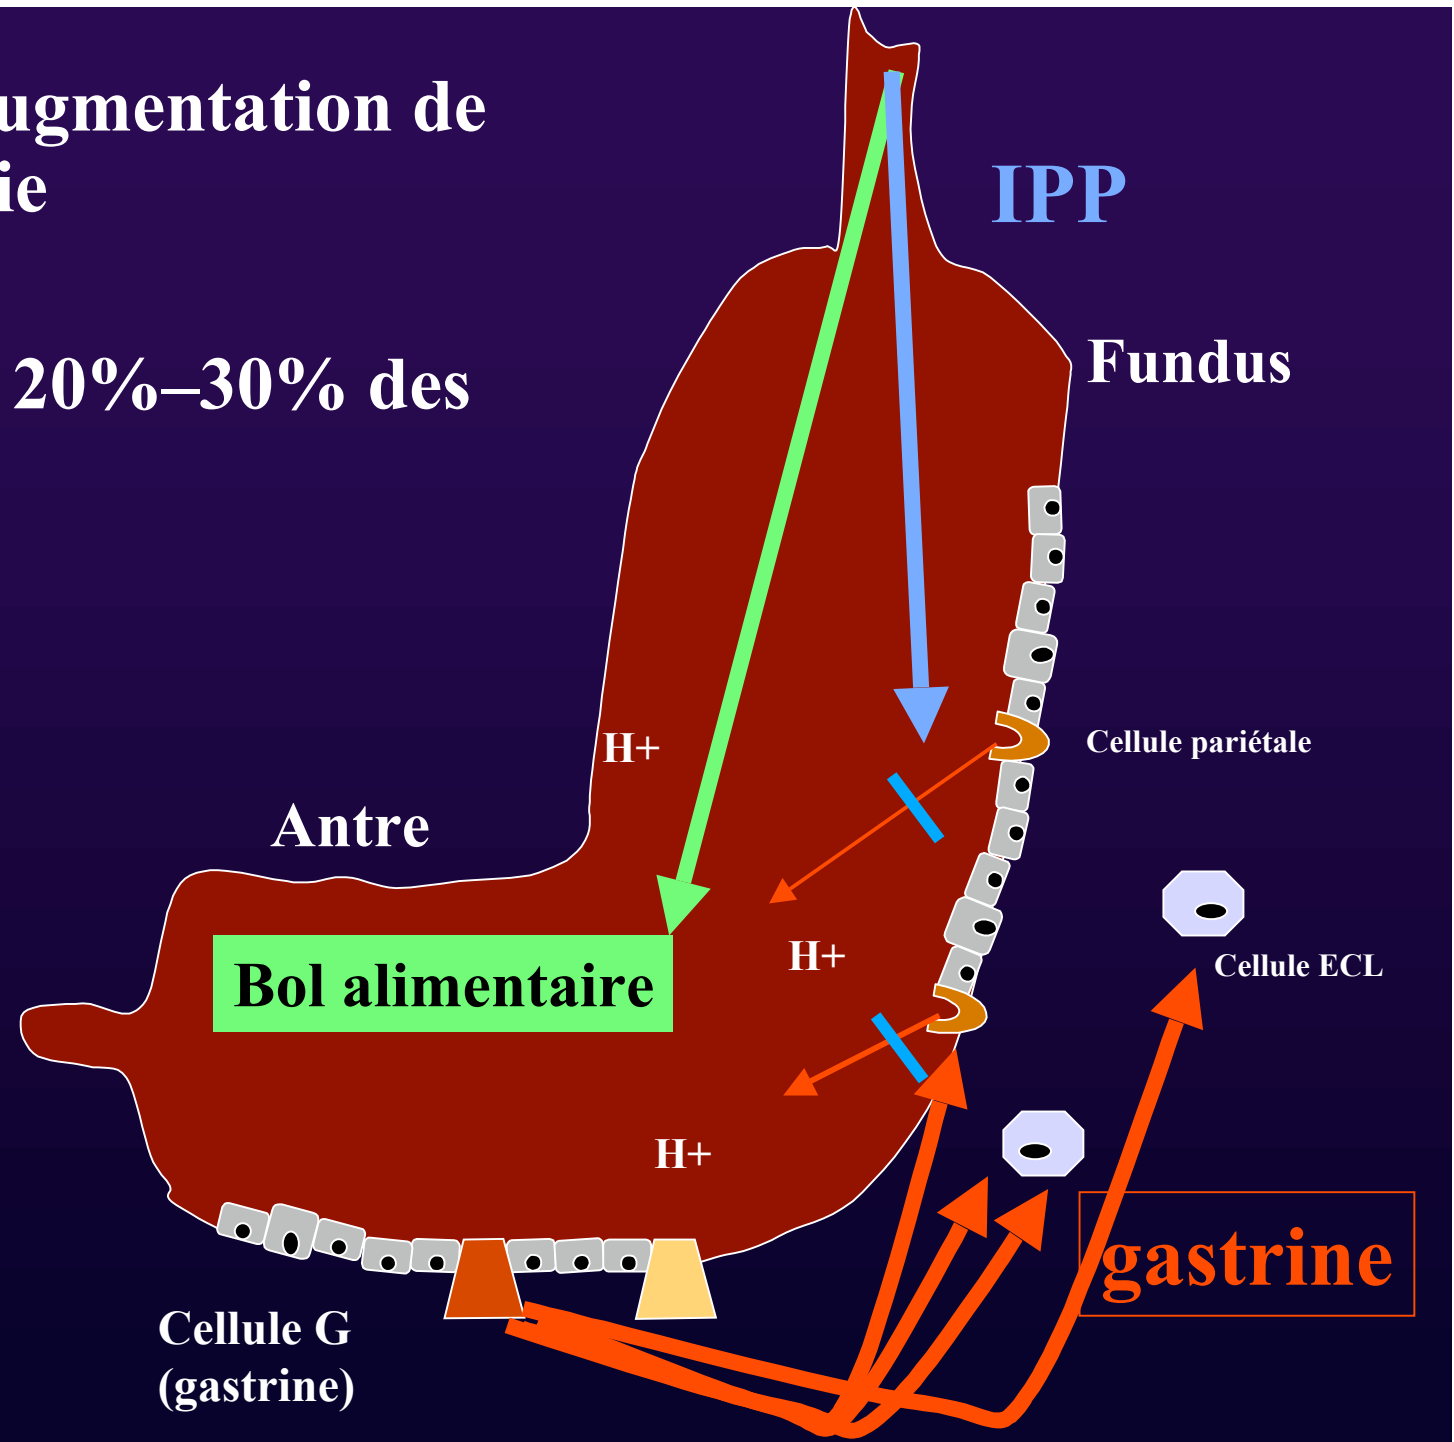 ugmentation de
ie
IPP
Fundus
20%–30% des
H+
Cellule pariétale
Antre
Cellule ECL
H+
Bol alimentaire
H+
gastrine
Cellule G
(gastrine)